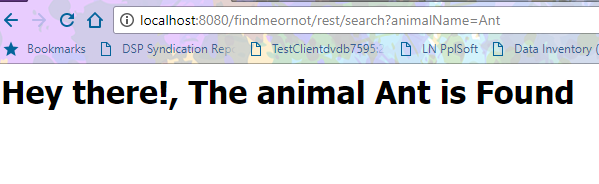 localhost:8080/findmeornot/rest/search?animalName=Ant
Bookmarks DSP Syndication Rep TestClientdvdb7595: LN PplSoft Data Inventory (
Hey there!, The animal Ant is Found